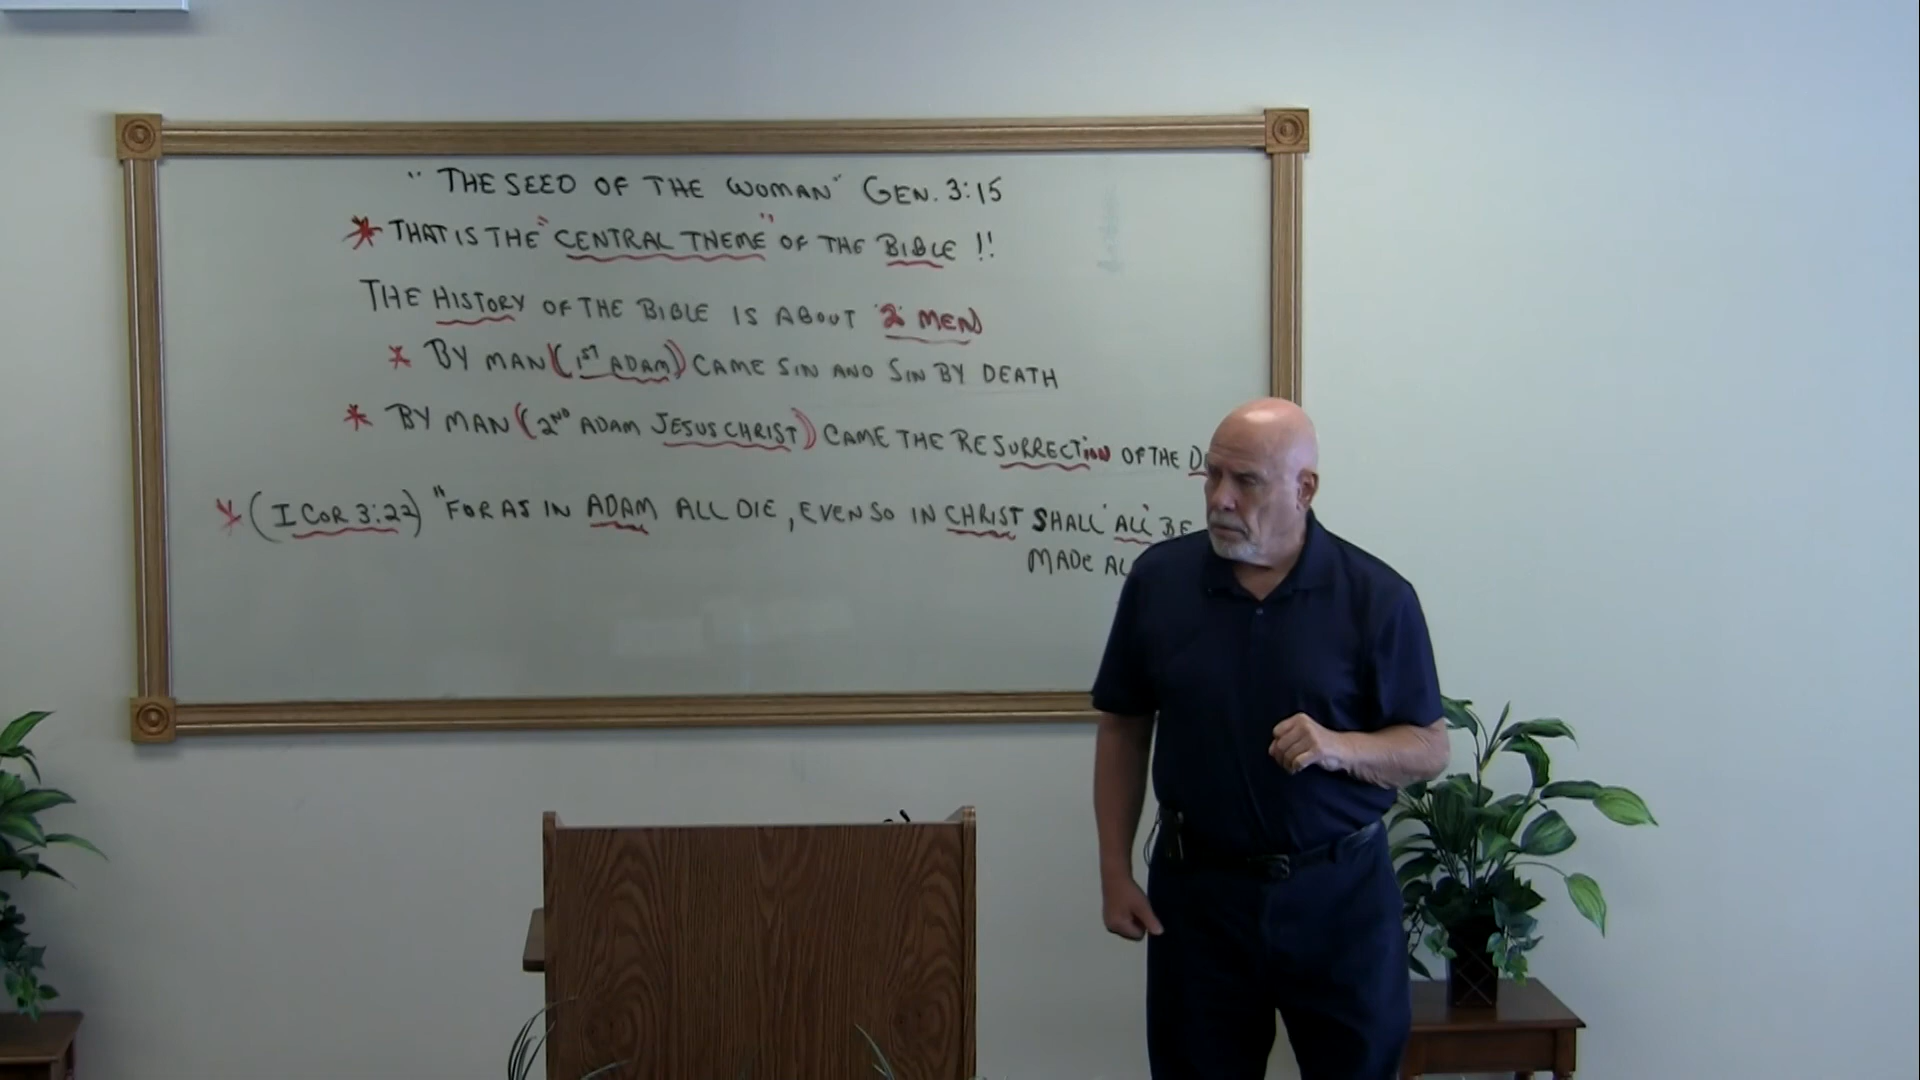 "THE SEED OF THE WOMAN" GEN. 3:15
* THAT IS THE "CENTRAL THEME" OF THE BIBLE !!
THE HISTORY OF THE BIBLE IS ABOUT "2" MEN
* BY MAN (1ST ADAM) CAME SIN AND SIN BY DEATH
* BY MAN (2ND ADAM JESUS CHRIST) CAME THE RESURRECTION OF THE
* (I COR 3:22) "FOR AS IN ADAM ALL DIE, EVEN SO IN CHRIST SHALL "ALL" BE
MADE